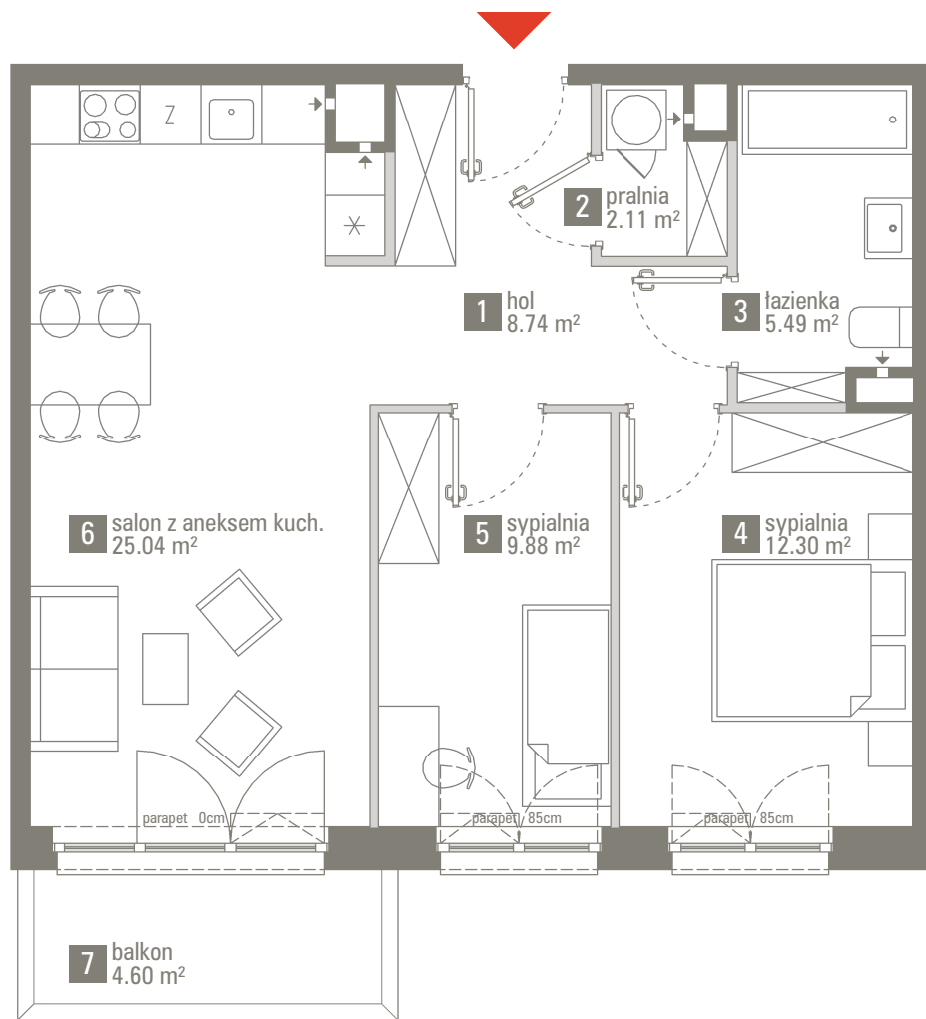 Z
2 pralnia
2.11 m²
1 hol
8.74 m²
3 łazienka
5.49 m²
6 salon z aneksem kuch.
25.04 m²
5 sypialnia
9.88 m²
4 sypialnia
12.30 m²
parapet 0cm
parapet 85cm
parapet 85cm
7 balkon
4.60 m²